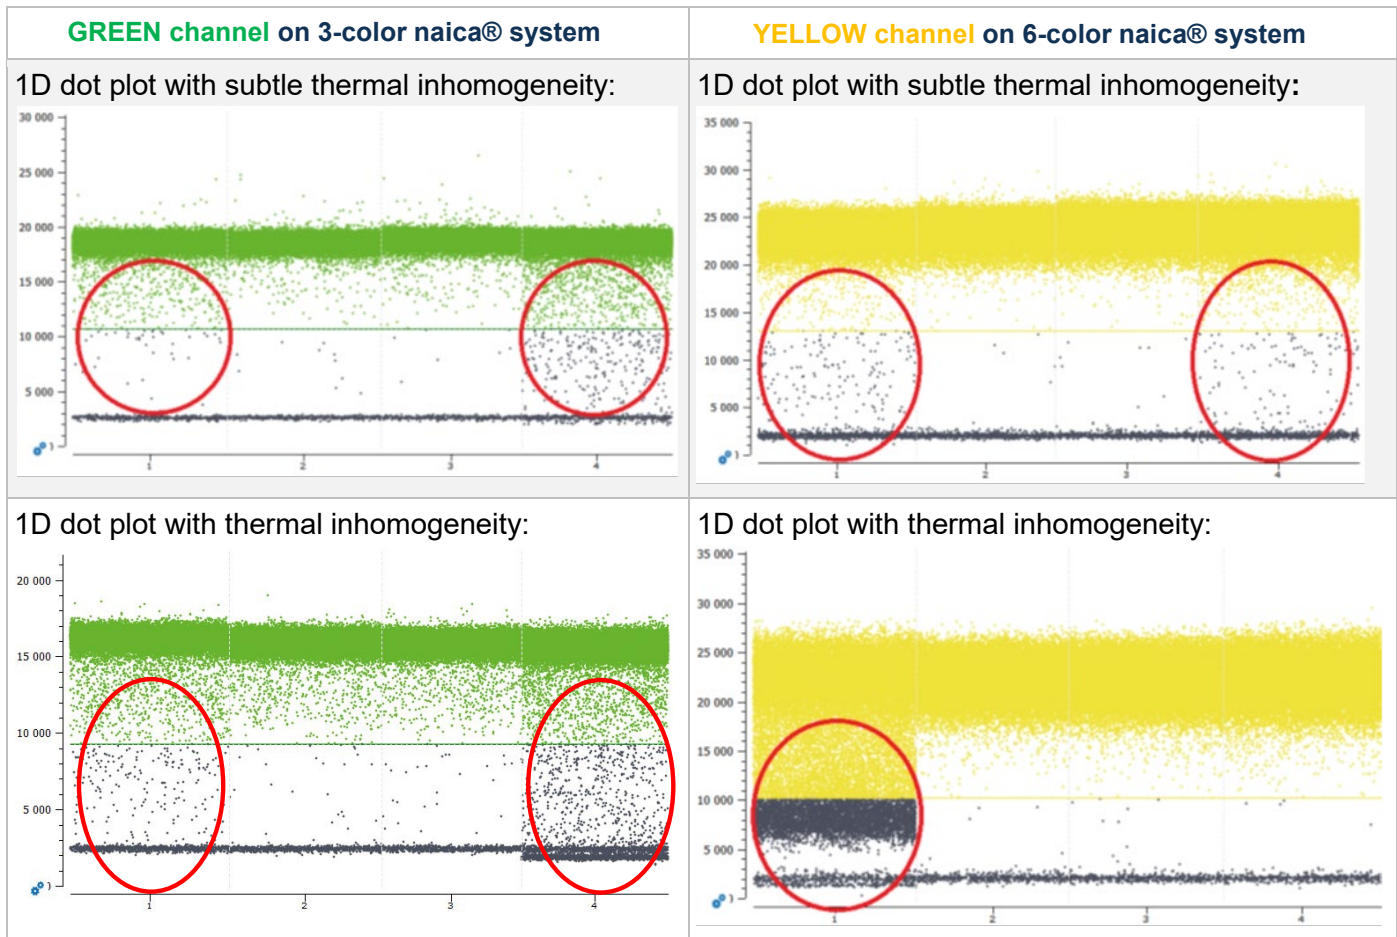 GREEN channel on 3-color naica® system
YELLOW channel on 6-color naica® system
1D dot plot with subtle thermal inhomogeneity:
1D dot plot with subtle thermal inhomogeneity:
30 000
25 000
20 000
15 000
10 000
5 000
1 2 3 4
35 000
30 000
25 000
20 000
15 000
10 000
5 000
1 2 3 4
1D dot plot with thermal inhomogeneity:
1D dot plot with thermal inhomogeneity:
20 000
15 000
10 000
5 000
1 2 3 4
35 000
30 000
25 000
20 000
15 000
10 000
5 000
1 2 3 4